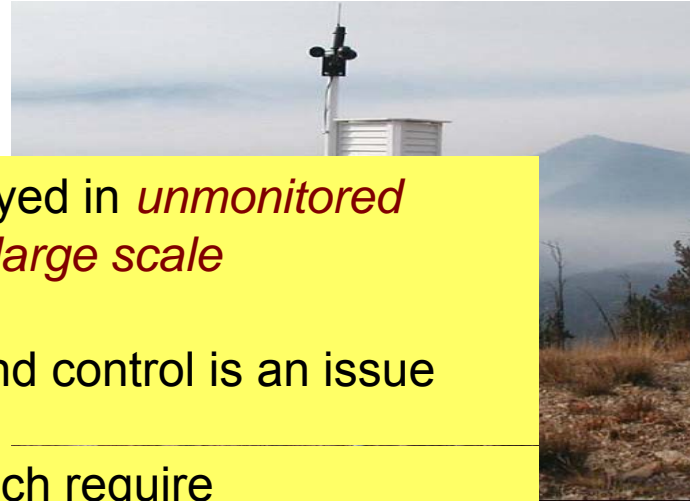 yed in unmonitored
large scale
nd control is an issue
ch require